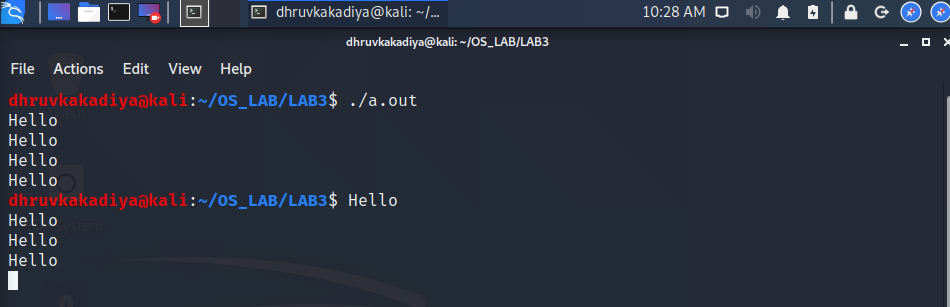 dhruvkakadiya@kali: ~/...
10:28 AM
dhruvkakadiya@kali: ~/OS_LAB/LAB3
File Actions Edit View Help
dhruvkakadiya@kali:~/OS_LAB/LAB3$ ./a.out
Hello
Hello
Hello
Hello
dhruvkakadiya@kali:~/OS_LAB/LAB3$ Hello
Hello
Hello
Hello